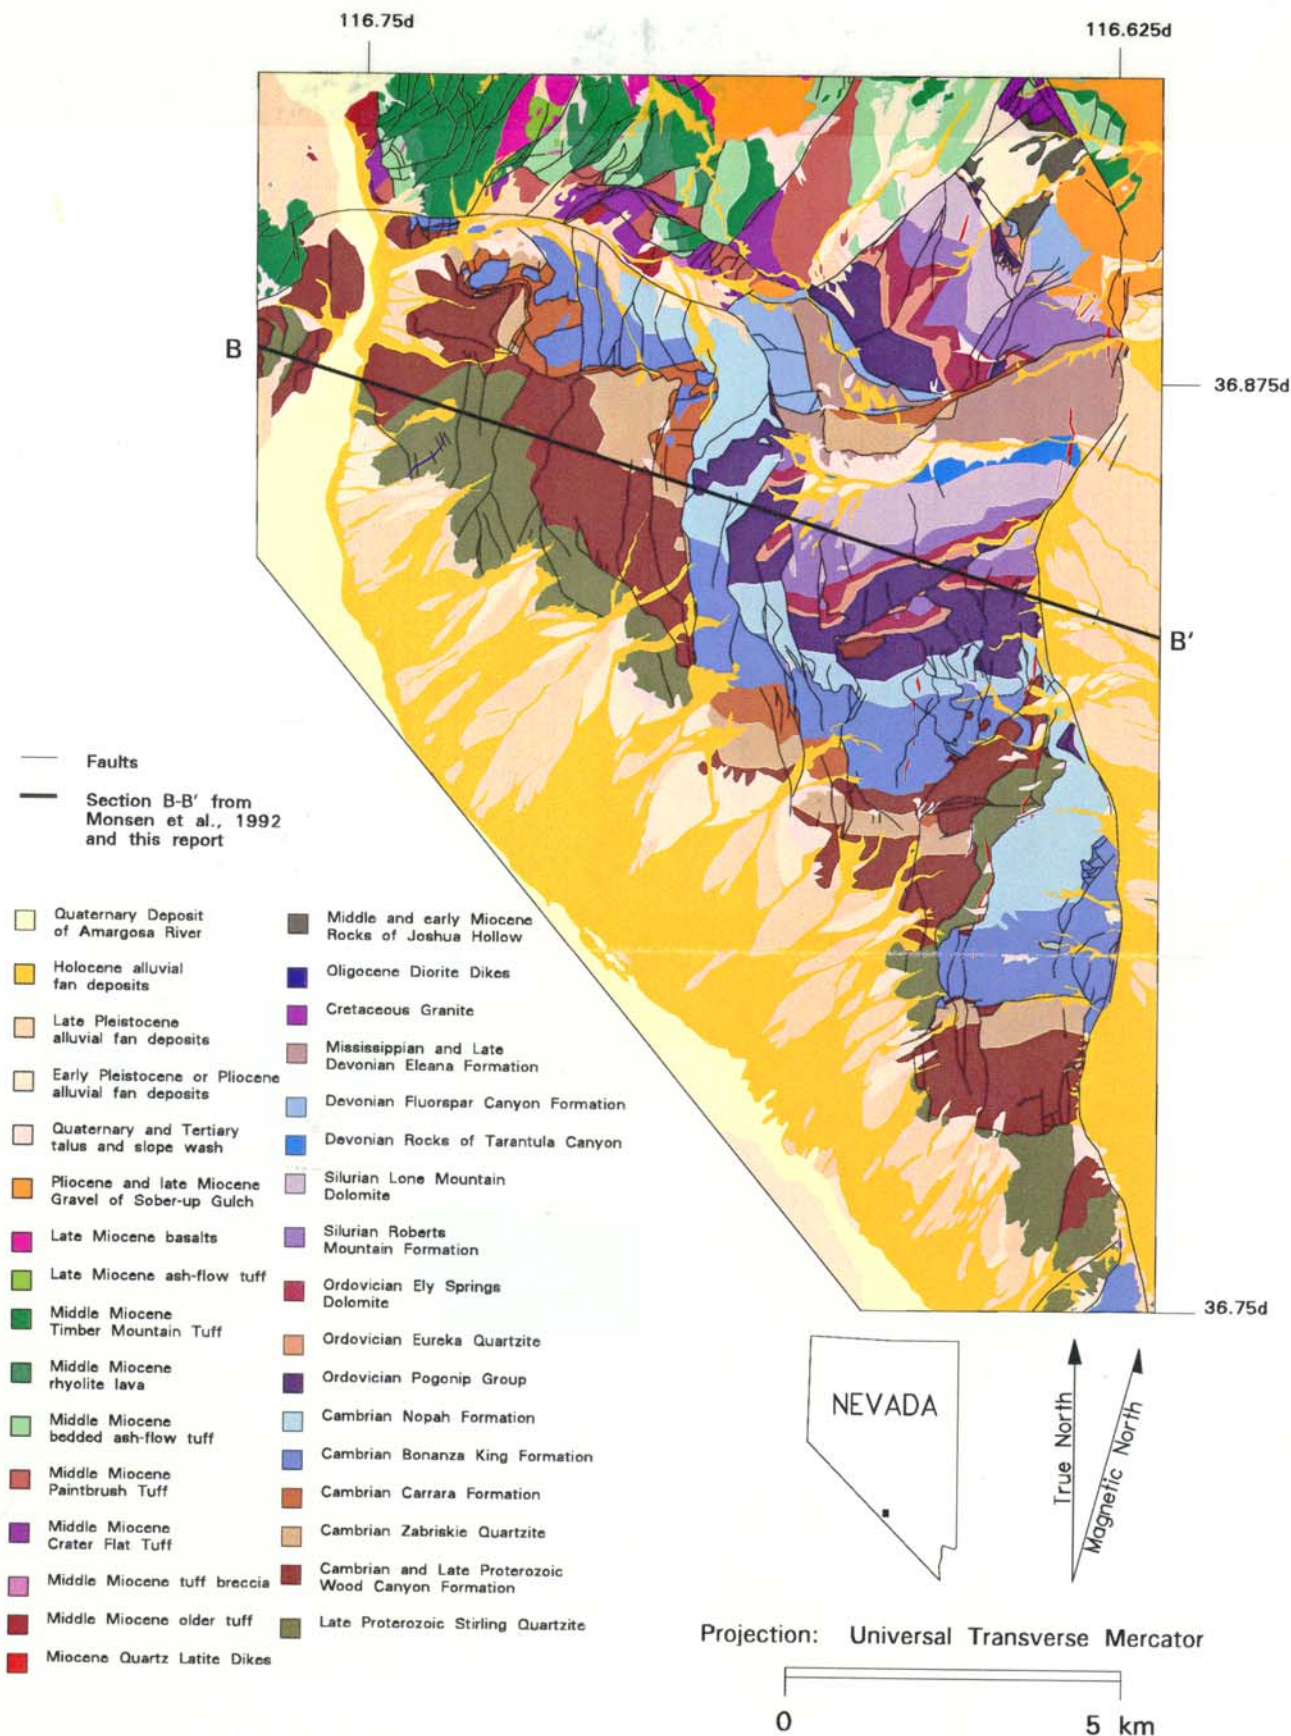 116.75d
116.625d
B
36.875d
B'
Faults
Section B-B' from
Monsen et al., 1992
and this report
Quaternary Deposit
of Amargosa River
Holocene alluvial
fan deposits
Late Pleistocene
alluvial fan deposits
Early Pleistocene or Pliocene
alluvial fan deposits
Quaternary and Tertiary
talus and slope wash
Pliocene and late Miocene
Gravel of Sober-up Gulch
Late Miocene basalts
Late Miocene ash-flow tuff
Middle Miocene
Timber Mountain Tuff
Middle Miocene
rhyolite lava
Middle Miocene
bedded ash-flow tuff
Middle Miocene
Paintbrush Tuff
Middle Miocene
Crater Flat Tuff
Middle Miocene tuff breccia
Middle Miocene older tuff
Miocene Quartz Latite Dikes
Middle and early Miocene
Rocks of Joshua Hollow
Oligocene Diorite Dikes
Cretaceous Granite
Mississippian and Late
Devonian Eleana Formation
Devonian Fluorspar Canyon Formation
Devonian Rocks of Tarantula Canyon
Silurian Lone Mountain
Dolomite
Silurian Roberts
Mountain Formation
Ordovician Ely Springs
Dolomite
Ordovician Eureka Quartzite
Ordovician Pogonip Group
Cambrian Nopah Formation
Cambrian Bonanza King Formation
Cambrian Carrara Formation
Cambrian Zabriskie Quartzite
Cambrian and Late Proterozoic
Wood Canyon Formation
Late Proterozoic Stirling Quartzite
36.75d
NEVADA
True North
Magnetic North
Projection: Universal Transverse Mercator
0
5 km